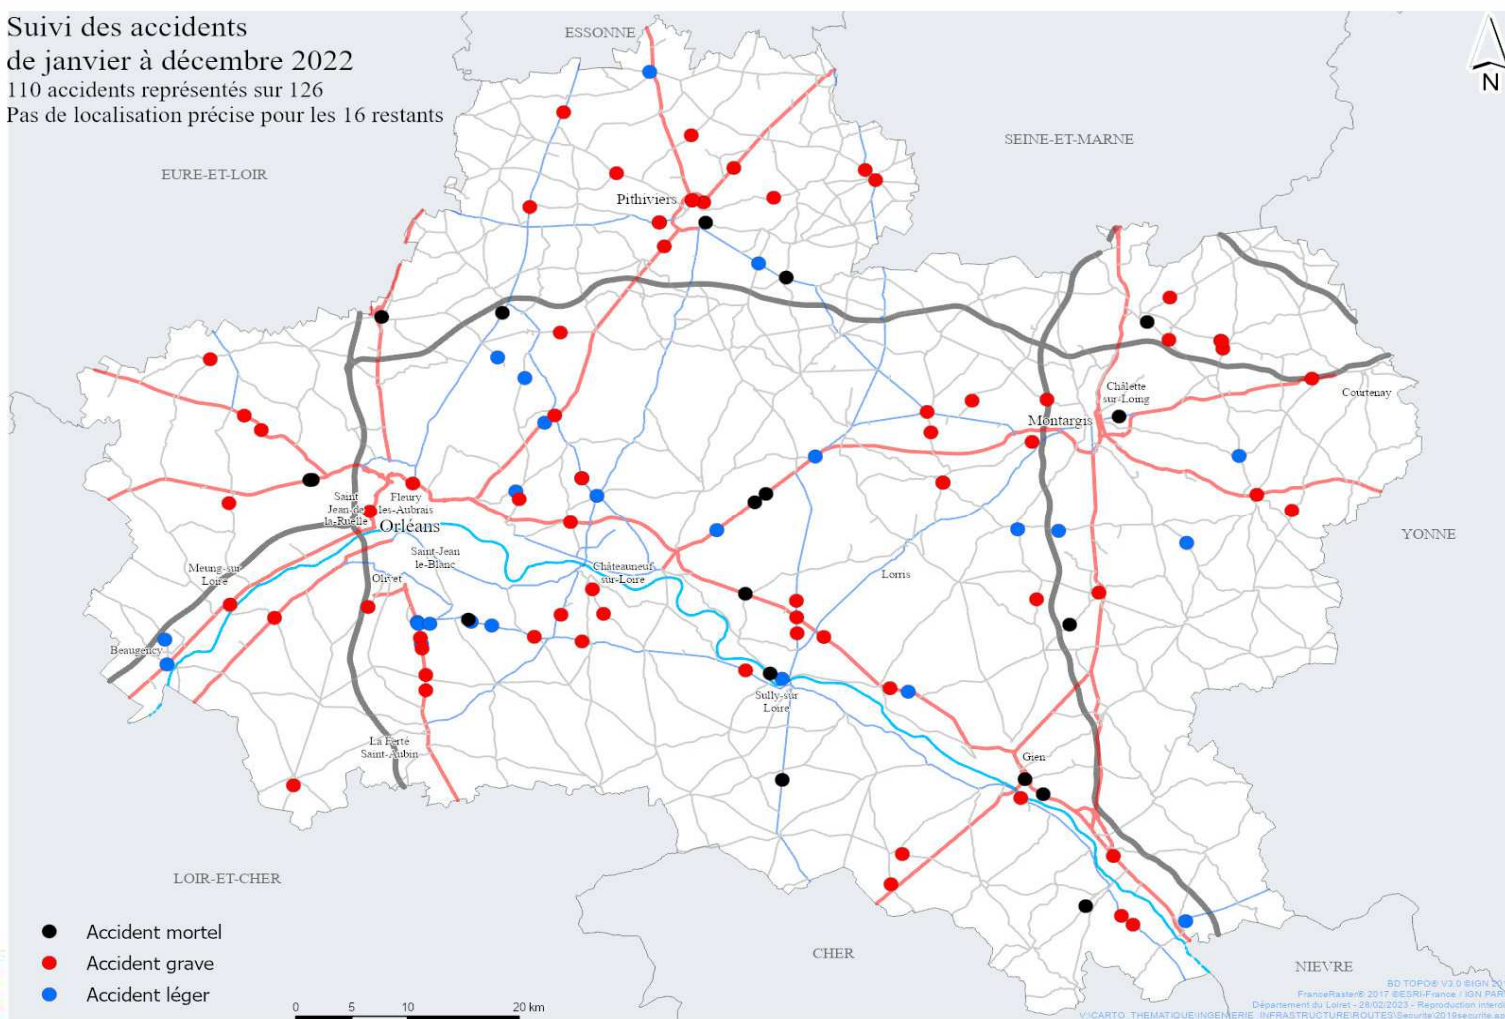 Suivi des accidents
de janvier à décembre 2022
110 accidents représentés sur 126
Pas de localisation précise pour les 16 restants
ESSONNE
N
SEINE-ET-MARNE
EURE-ET-LOIR
Pithiviers
Châlette
sur-Loing
Courtenay
Montargis
Saint
Jean-de
la-Ruelle
Fleury
les-Aubrais
Orléans
Saint-Jean
le-Blanc
YONNE
Meung-sur
Loire
Olivet
Châteauneuf
sur-Loire
Lorris
Beaugency
Sully-sur
Loire
La Ferté
Saint-Aubin
Gien
LOIR-ET-CHER
Accident mortel
Accident grave
Accident léger
CHER
NIEVRE
0 5 10 20 km
BD TOPO® V3.0 ©IGN
FranceRaster® 2017 ©ESRI-France / IGN
Département du Loiret - 28/02/2023 - Reproduction
V:\CARTO_THEMATIQUE\INGENIERIE_INFRASTRUCTURE\ROUTES\Securite\2019